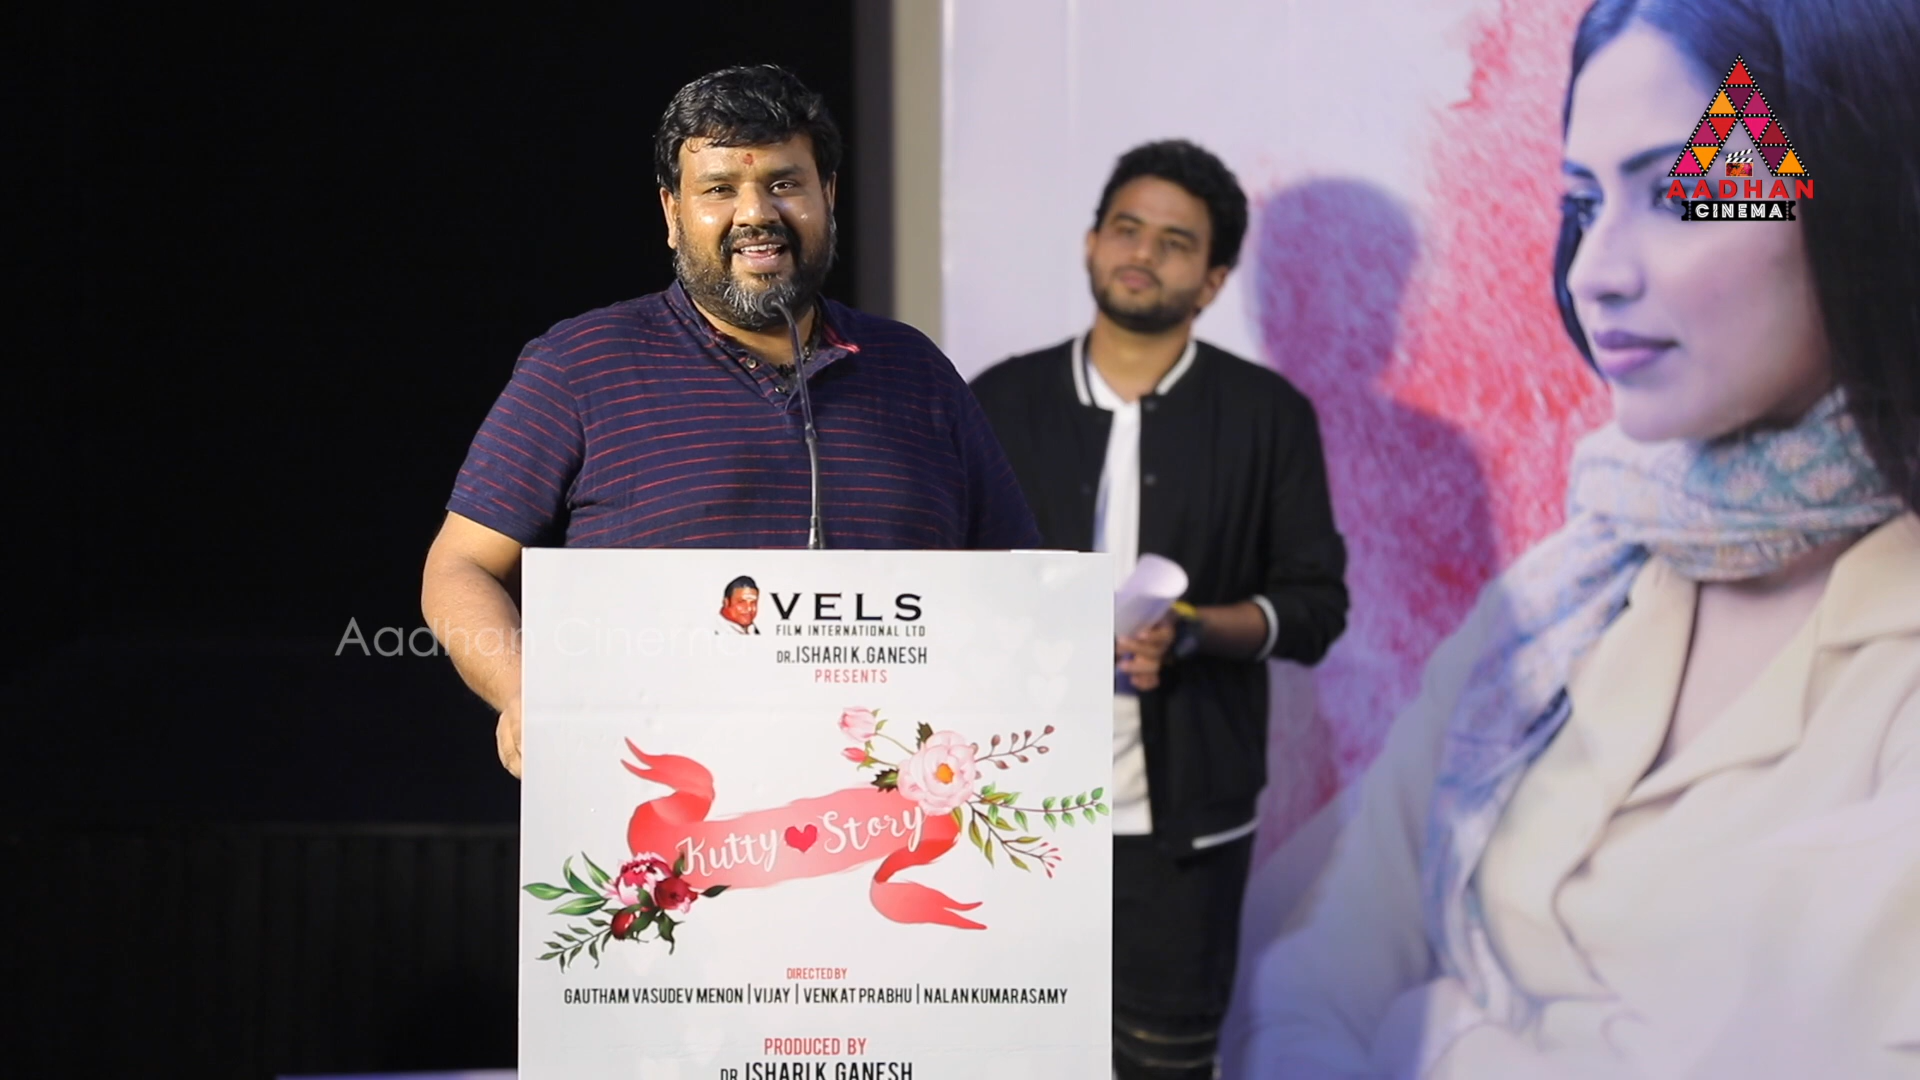 AADHAN
CINEMA
VELS
FILM INTERNATIONAL LTD
DR.ISHARI K.GANESH
PRESENTS
Aadhan Cinema
Kutty Story
DIRECTED BY
GAUTHAM VASUDEV MENON | VIJAY | VENKAT PRABHU | NALAN KUMARASAMY
PRODUCED BY
DR ISHARI K GANESH